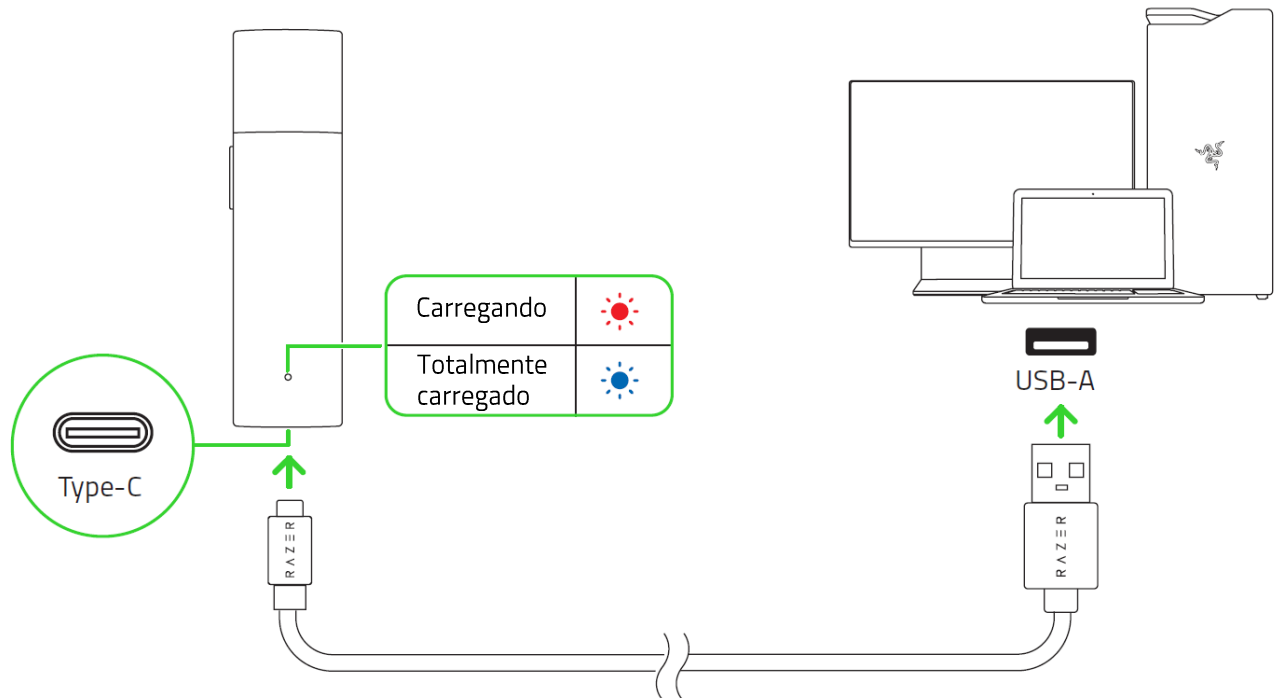 Carregando
Totalmente
carregado
Type-C
USB-A
RAZER
RAZER